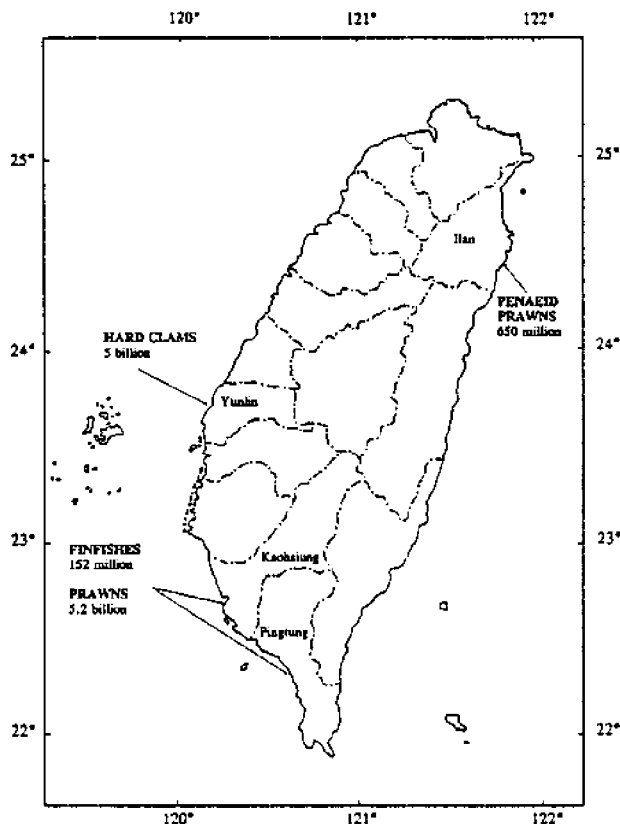 120° 121° 122°
25° 25°
Ilan
PENAEID
PRAWNS
650 million
HARD CLAMS
5 billion
24° 24°
Yunlin
23° 23°
FINFISHES
152 million
Kaohsiung
PRAWNS
5.2 billion
Pingtung
22° 22°
120° 121° 122°